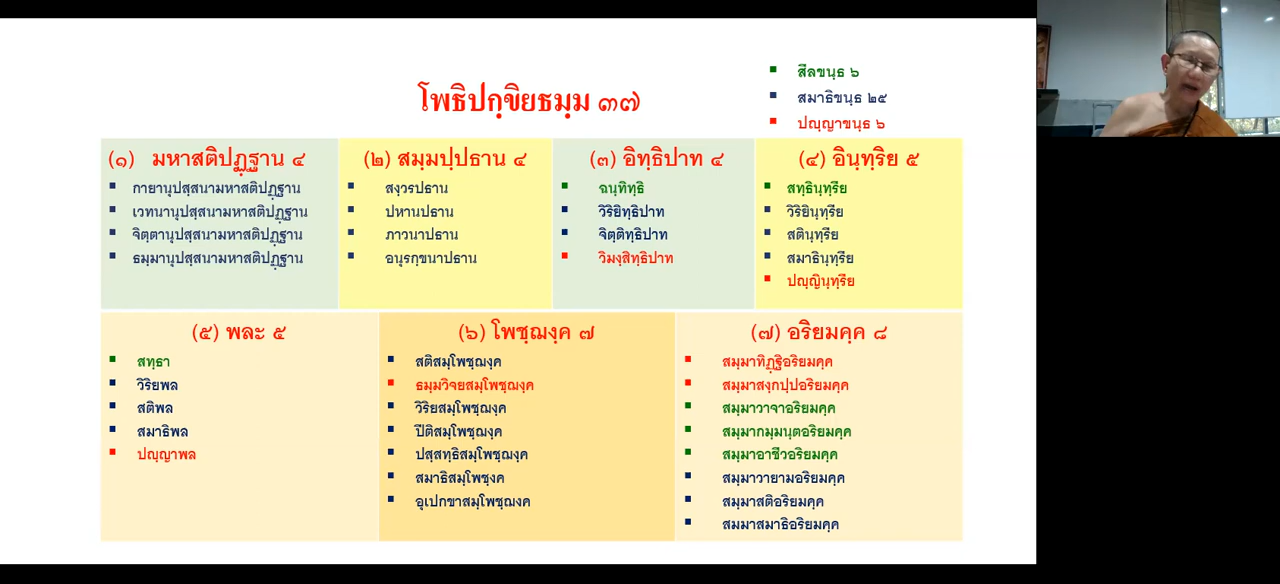 โพธิปกฺขิยธมฺม ๓๗
สีลขนฺธ ๖
สมาธิขนฺธ ๒๕
ปญฺญาขนฺธ ๖
(๑) มหาสติปฏฺฐาน ๔
กายานุปสฺสนามหาสติปฏฺฐาน
เวทนานุปสฺสนามหาสติปฏฺฐาน
จิตฺตานุปสฺสนามหาสติปฏฺฐาน
ธมฺมานุปสฺสนามหาสติปฏฺฐาน
(๒) สมฺมปฺปธาน ๔
สงฺวรปธาน
ปหานปธาน
ภาวนาปธาน
อนุรกฺขนาปธาน
(๓) อิทฺธิปาท ๔
ฉนฺทิทฺธิ
วิริยิทฺธิปาท
จิตฺติทฺธิปาท
วิมงฺสิทฺธิปาท
(๔) อินฺทฺริย ๕
สทฺธินฺทฺรีย
วิริยินฺทฺรีย
สตินฺทฺรีย
สมาธินฺทฺรีย
ปญฺญินฺทฺรีย
(๕) พละ ๕
สทฺธา
วิริยพล
สติพล
สมาธิพล
ปญฺญาพล
(๖) โพชฺฌงฺค ๗
สติสมฺโพชฺฌงฺค
ธมฺมวิจยสมฺโพชฺฌงฺค
วิริยสมฺโพชฺฌงฺค
ปีติสมฺโพชฺฌงฺค
ปสฺสทฺธิสมฺโพชฺฌงฺค
สมาธิสมฺโพชฺงค
อุเปกขาสมฺโพชฺฌงค
(๗) อริยมคฺค ๘
สมฺมาทิฏฺฐิอริยมคฺค
สมฺมาสงฺกปฺปอริยมคฺค
สมฺมาวาจาอริยมคฺค
สมฺมากมฺมนฺตอริยมคฺค
สมฺมาอาชีวอริยมคฺค
สมฺมาวายามอริยมคฺค
สมฺมาสติอริยมคฺค
สมมาสมาธิอริยมคฺค